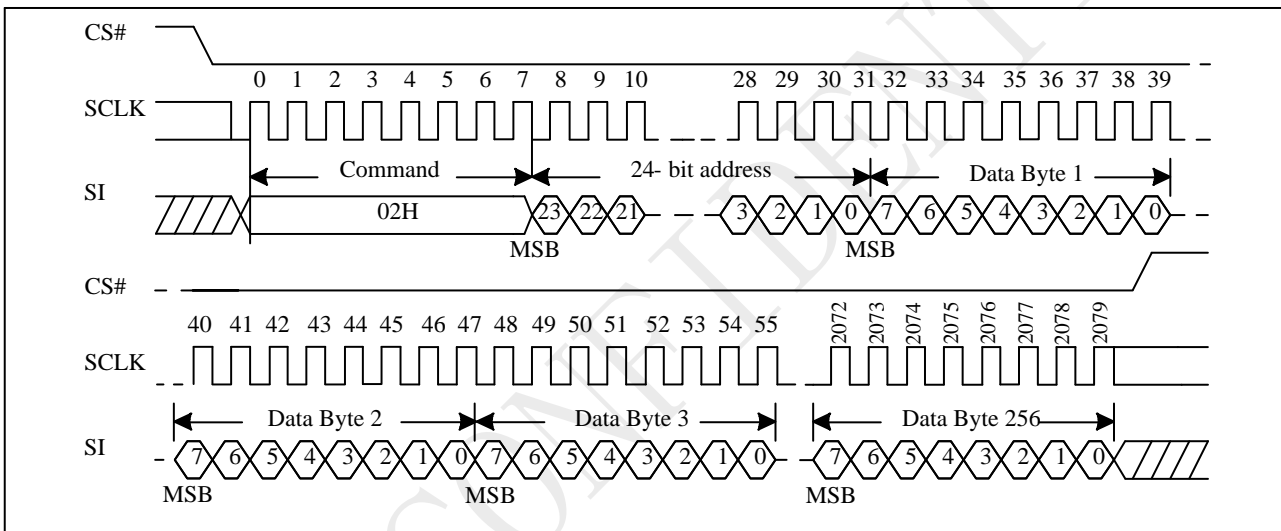 CS#
0 1 2 3 4 5 6 7 8 9 10 28 29 30 31 32 33 34 35 36 37 38 39
SCLK
Command 24- bit address Data Byte 1
SI
02H 23 22 21 3 2 1 0 7 6 5 4 3 2 1 0
MSB MSB
CS#
40 41 42 43 44 45 46 47 48 49 50 51 52 53 54 55 2072 2073 2074 2075 2076 2077 2078 2079
SCLK
Data Byte 2 Data Byte 3 Data Byte 256
SI
7 6 5 4 3 2 1 0 7 6 5 4 3 2 1 0 7 6 5 4 3 2 1 0
MSB MSB MSB
CONFIDENT